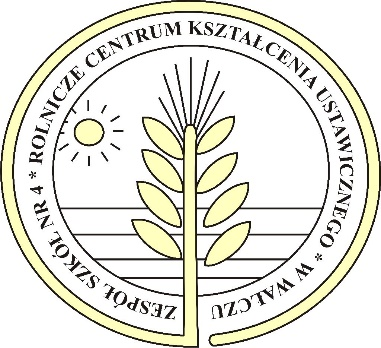 ZESPÓŁ SZKÓŁ NR 4 * ROLNICZE CENTRUM KSZTAŁCENIA USTAWICZNEGO * W WAŁCZU